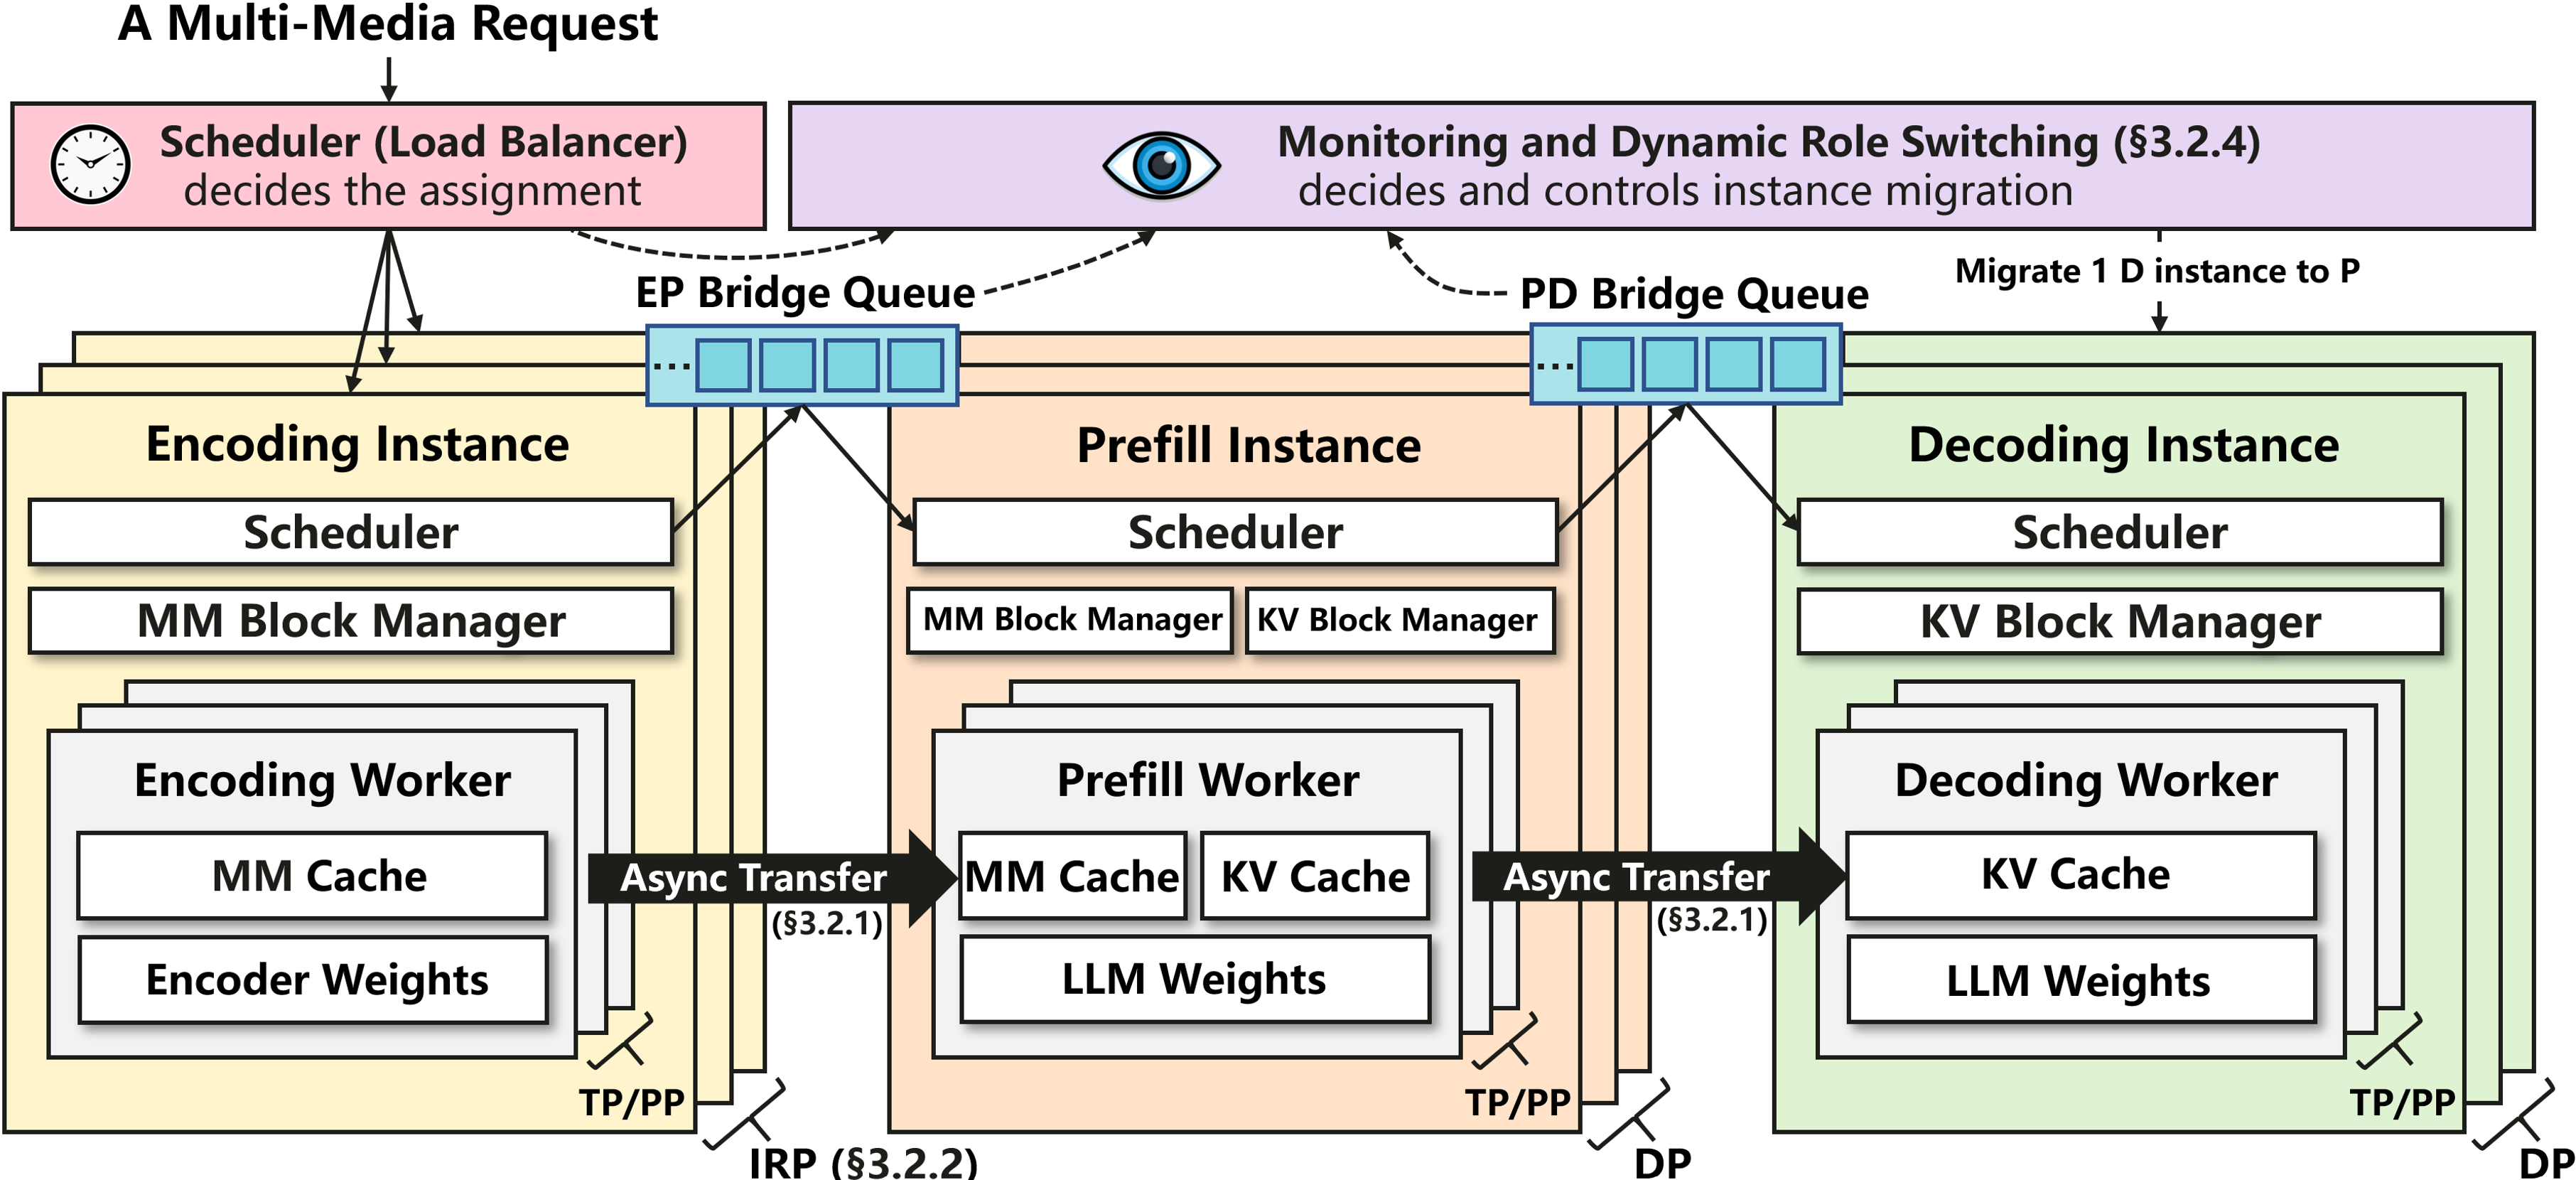 A Multi-Media Request
Scheduler (Load Balancer)
decides the assignment
Monitoring and Dynamic Role Switching (§3.2.4)
decides and controls instance migration
EP Bridge Queue
PD Bridge Queue
Migrate 1 D instance to P
...
...
Encoding Instance
Scheduler
MM Block Manager
Encoding Worker
MM Cache
Encoder Weights
TP/PP
IRP (§3.2.2)
Async Transfer
(§3.2.1)
Prefill Instance
Scheduler
MM Block Manager
KV Block Manager
Prefill Worker
MM Cache
KV Cache
LLM Weights
TP/PP
DP
Async Transfer
(§3.2.1)
Decoding Instance
Scheduler
KV Block Manager
Decoding Worker
KV Cache
LLM Weights
TP/PP
DP